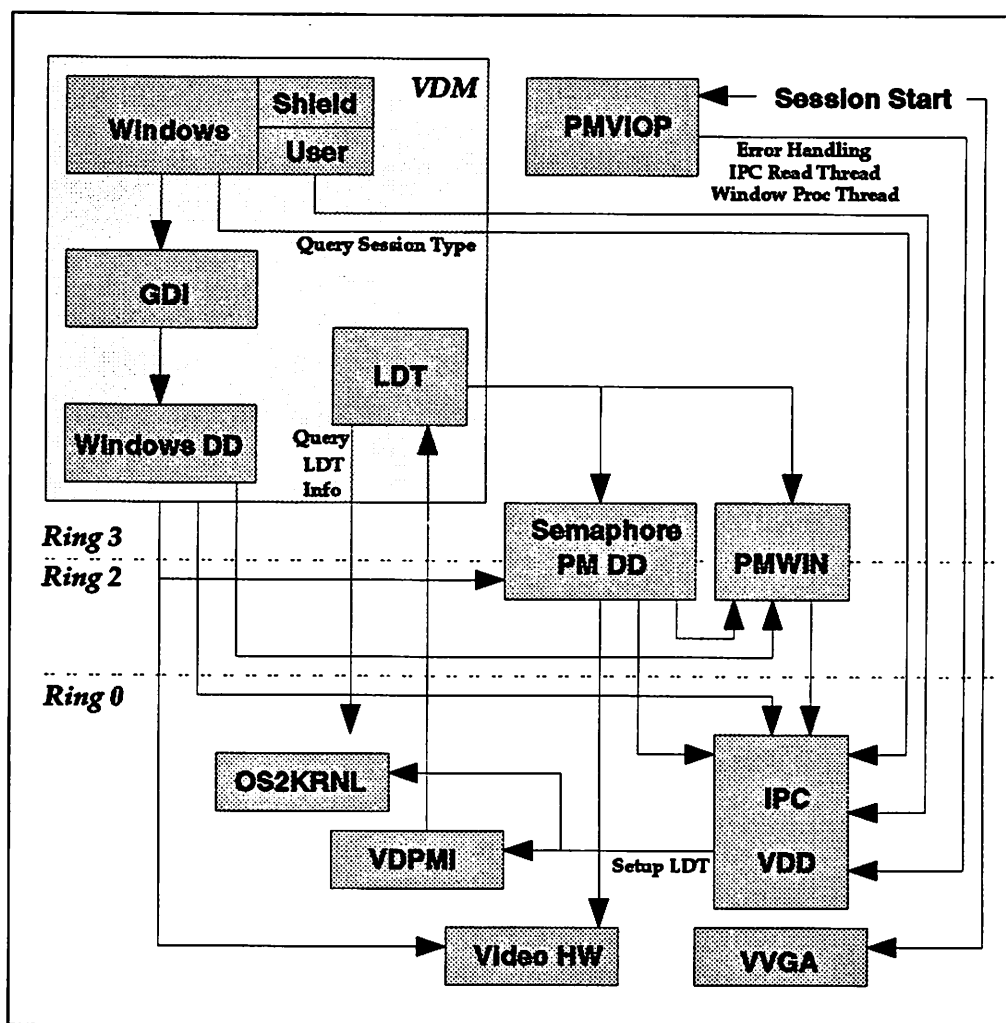 VDM
Windows
Shield
User
PMVIOP
Session Start
Error Handling
IPC Read Thread
Window Proc Thread
Query Session Type
GDI
LDT
Windows DD
Query
LDT
Info
Semaphore
PM DD
PMWIN
Ring 3
Ring 2
Ring 0
OS2KRNL
IPC
VDD
VDPMI
Setup LDT
Video HW
VVGA